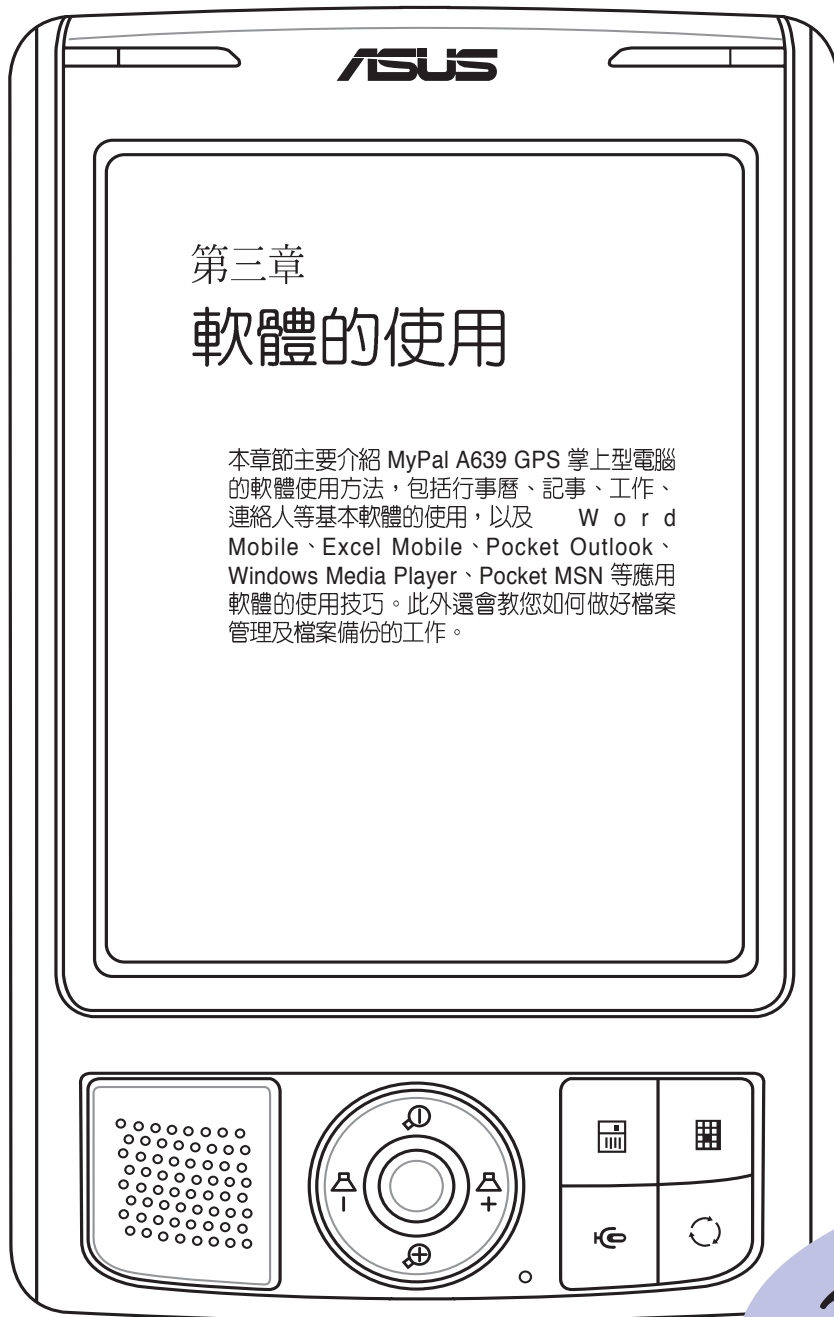 ASUS
第三章
軟體的使用
本章節主要介紹 MyPal A639 GPS 掌上型電腦
的軟體使用方法，包括行事曆、記事、工作、
連絡人等基本軟體的使用，以及 Word
Mobile、Excel Mobile、Pocket Outlook、
Windows Media Player、Pocket MSN 等應用
軟體的使用技巧。此外還會教您如何做好檔案
管理及檔案備份的工作。